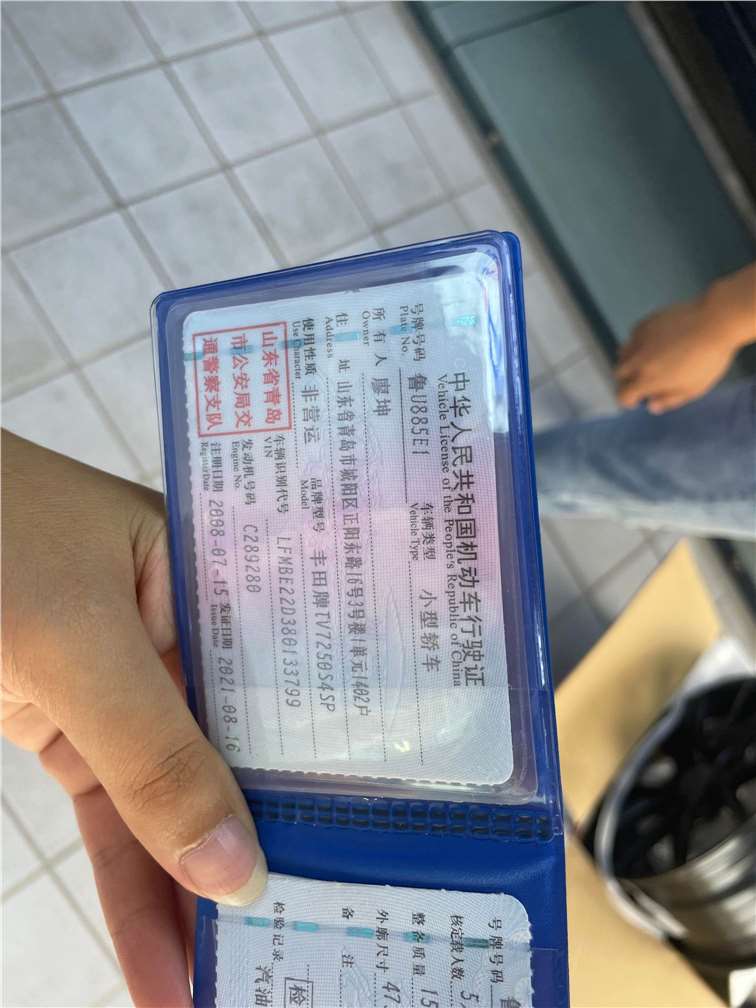 中华人民共和国机动车行驶证
Vehicle License of the People's Republic of China
号牌号码 鲁U885E1 车辆类型 小型轿车
Plate No. Vehicle Type
所有人 廖坤
Owner
住址 山东省青岛市城阳区正阳东路16号3号楼1单元1402户
Address
使用性质 非营运 品牌型号 丰田牌TV7250S4SP
Use Character Model
山东省青岛
市公安局交
通警察支队
车辆识别代号 LFMBE22D380133799
VIN
发动机号码 C289280
Engine No.
注册日期 2008-07-15 发证日期 2021-08-16
Register Date Issue Date
号牌号码 鲁
核定载人数 5
整备质量 15
外廓尺寸 47
备注
检验记录
汽油